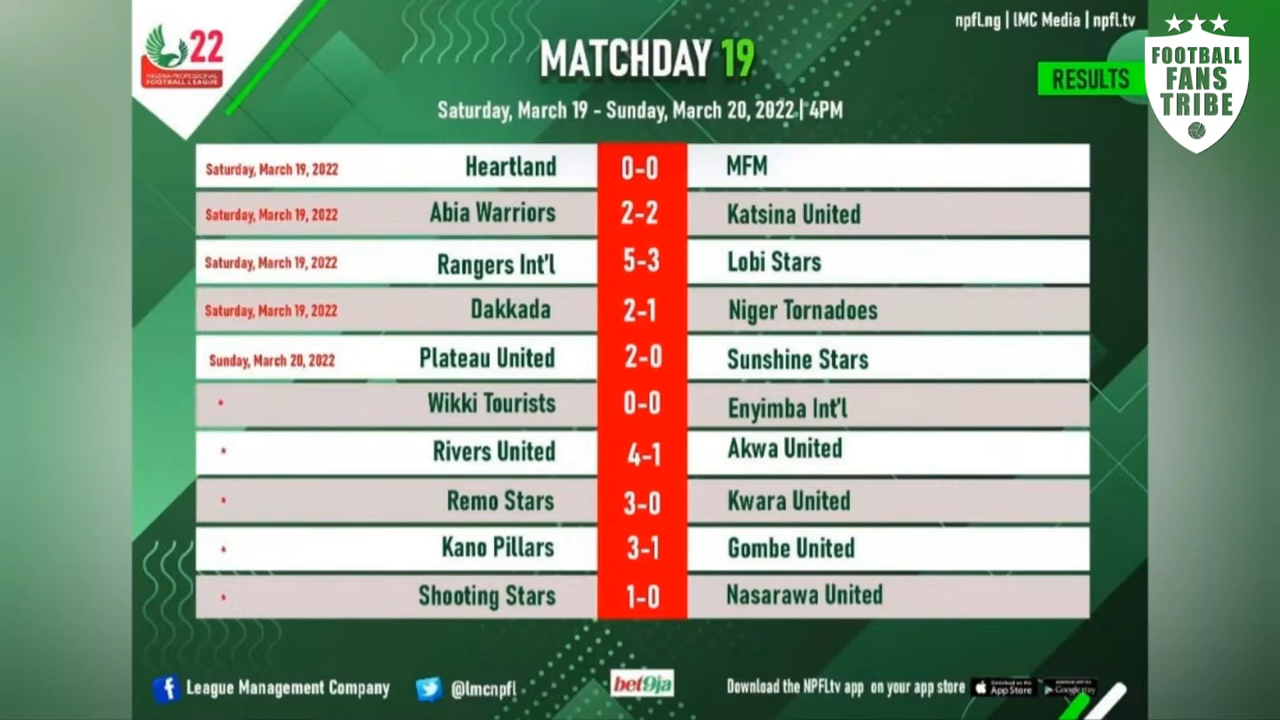 npfl.ng | LMC Media | npfl.tv
22
NIGERIA PROFESSIONAL
FOOTBALL LEAGUE
MATCHDAY 19
RESULTS
FOOTBALL
FANS
TRIBE
Saturday, March 19 - Sunday, March 20, 2022 | 4PM
Saturday, March 19, 2022 Heartland 0-0 MFM
Saturday, March 19, 2022 Abia Warriors 2-2 Katsina United
Saturday, March 19, 2022 Rangers Int'l 5-3 Lobi Stars
Saturday, March 19, 2022 Dakkada 2-1 Niger Tornadoes
Sunday, March 20, 2022 Plateau United 2-0 Sunshine Stars
* Wikki Tourists 0-0 Enyimba Int'l
* Rivers United 4-1 Akwa United
* Remo Stars 3-0 Kwara United
* Kano Pillars 3-1 Gombe United
* Shooting Stars 1-0 Nasarawa United
League Management Company @lmcnpfl bet9ja Download the NPFLtv app on your app store App Store Google play